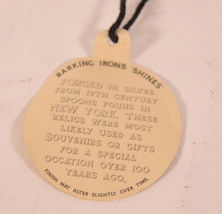 BARKING IRONS SHINES
FORGED IN SILVER
FROM 19TH CENTURY
SPOONS FOUND IN
NEW YORK. THESE
RELICS WERE MOST
LIKELY USED AS
SOUVENIRS OR GIFTS
FOR A SPECIAL
OCCATION OVER 100
YEARS AGO.
FINISH MAY ALTER SLIGHTLY OVER TIME.